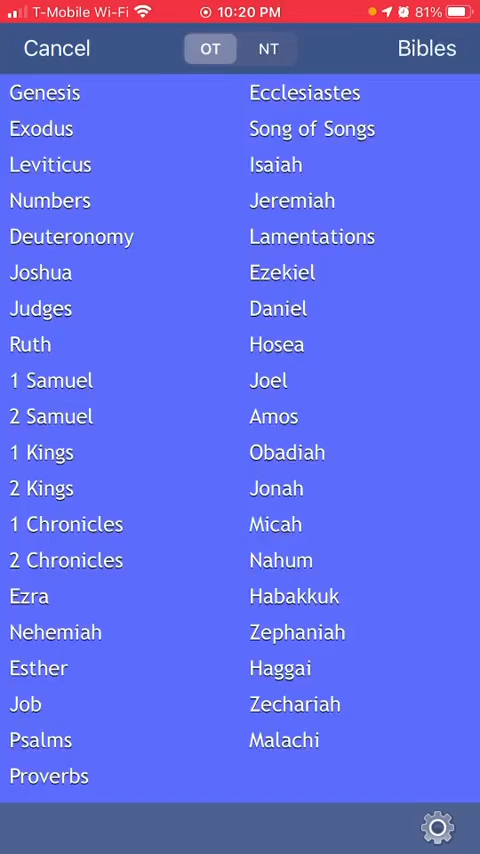 T-Mobile Wi-Fi 10:20 PM 81%
Cancel OT NT Bibles
Genesis
Exodus
Leviticus
Numbers
Deuteronomy
Joshua
Judges
Ruth
1 Samuel
2 Samuel
1 Kings
2 Kings
1 Chronicles
2 Chronicles
Ezra
Nehemiah
Esther
Job
Psalms
Proverbs
Ecclesiastes
Song of Songs
Isaiah
Jeremiah
Lamentations
Ezekiel
Daniel
Hosea
Joel
Amos
Obadiah
Jonah
Micah
Nahum
Habakkuk
Zephaniah
Haggai
Zechariah
Malachi